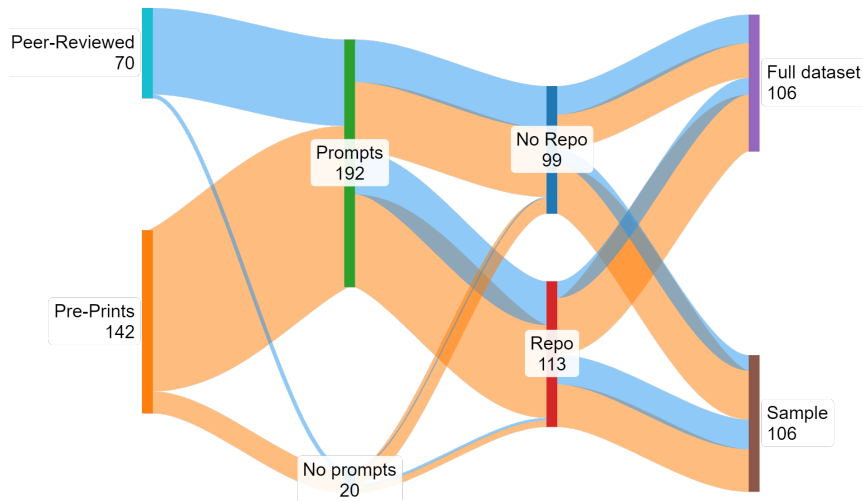 Peer-Reviewed
70
Pre-Prints
142
Prompts
192
No prompts
20
No Repo
99
Repo
113
Full dataset
106
Sample
106